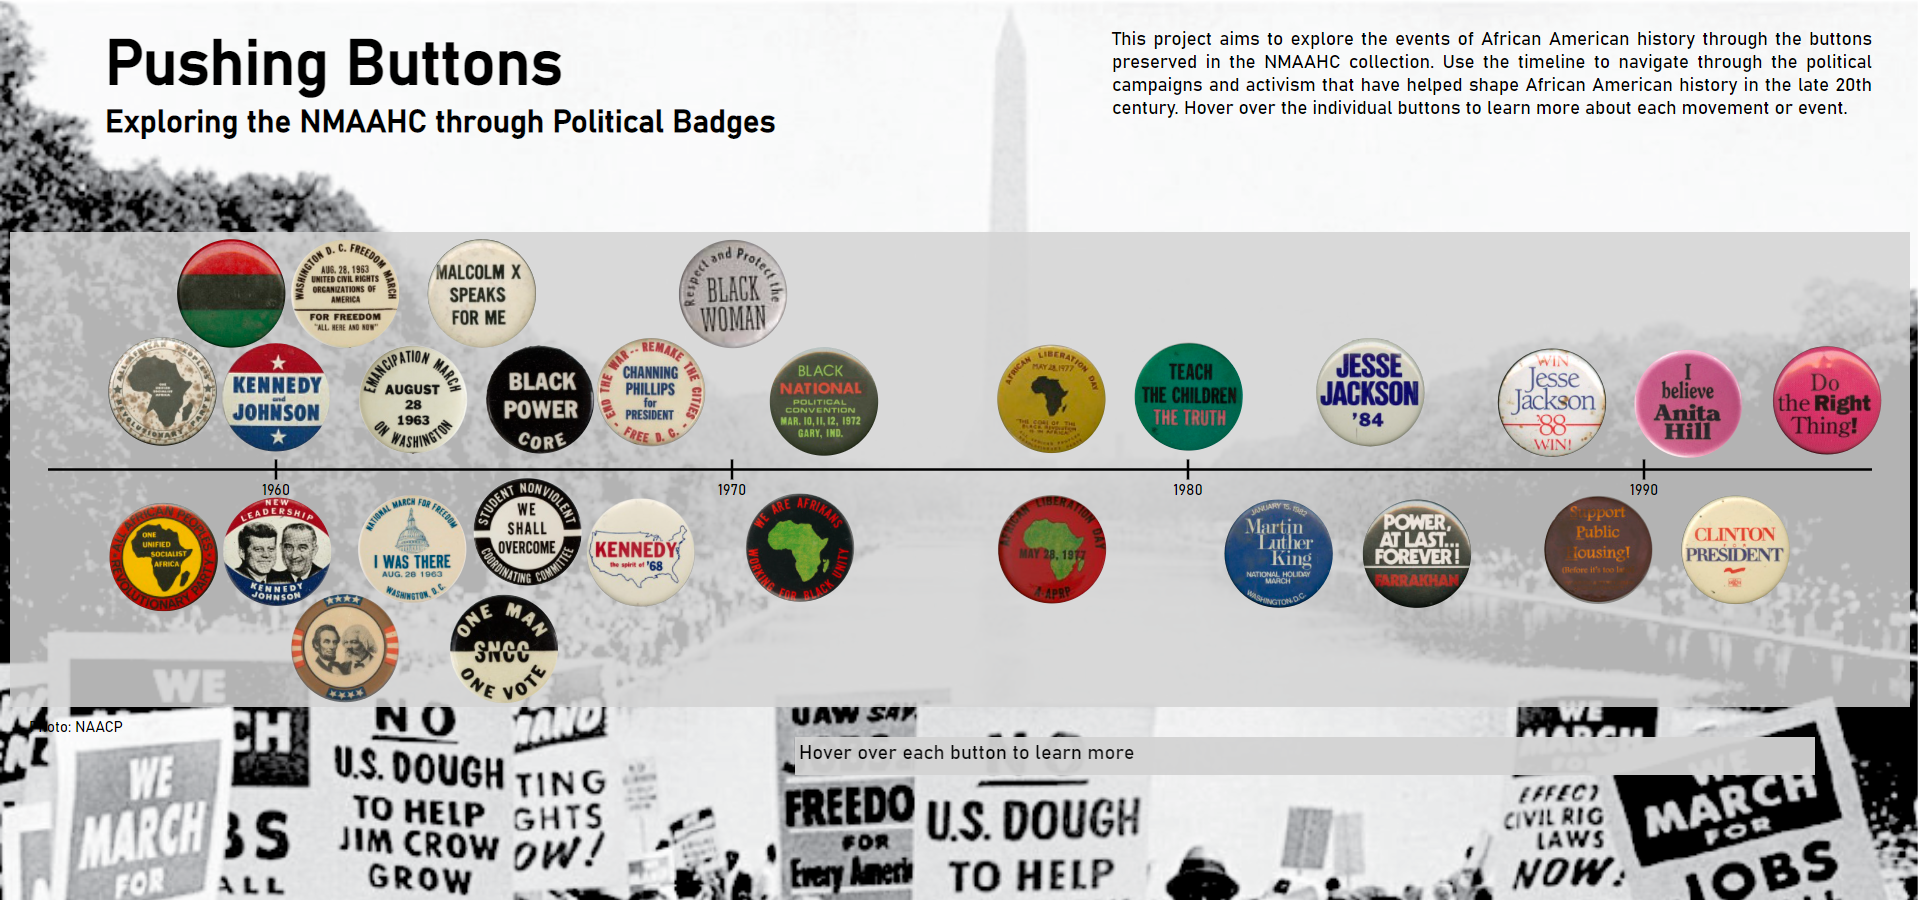 Pushing Buttons
Exploring the NMAAHC through Political Badges
This project aims to explore the events of African American history through the buttons
preserved in the NMAAHC collection. Use the timeline to navigate through the political
campaigns and activism that have helped shape African American history in the late 20th
century. Hover over the individual buttons to learn more about each movement or event.
WASHINGTON D. C. FREEDOM MARCH
AUG. 28, 1963
UNITED CIVIL RIGHTS
ORGANIZATIONS OF
AMERICA
FOR FREEDOM
"ALL, HERE AND NOW"
MALCOLM X
SPEAKS
FOR ME
Respect and Protect the
BLACK
WOMAN
KENNEDY
and
JOHNSON
EMANCIPATION MARCH
AUGUST
28
1963
ON WASHINGTON
BLACK
POWER
CORE
END THE WAR-- REMAKE THE CITIES
CHANNING
PHILLIPS
for
PRESIDENT
- FREE D.C. -
BLACK
NATIONAL
POLITICAL
CONVENTION
MAR. 10, 11, 12, 1972
GARY, IND.
AFRICAN LIBERATION DAY
MAY 28, 1977
TEACH
THE CHILDREN
THE TRUTH
JESSE
JACKSON
'84
WIN
Jesse
Jackson
'88
WIN!
I
believe
Anita
Hill
Do
the Right
Thing!
1960
1970
1980
1990
ALL-AFRICAN PEOPLES
ONE
UNIFIED
SOCIALIST
AFRICA
REVOLUTIONARY PARTY
NEW
LEADERSHIP
KENNEDY
JOHNSON
NATIONAL MARCH FOR FREEDOM
I WAS THERE
AUG. 28 1963
WASHINGTON, D.C.
STUDENT NONVIOLENT
WE
SHALL
OVERCOME
COORDINATING COMMITTEE
KENNEDY
the spirit of '68
WE ARE AFRIKANS
WORKING FOR BLACK UNITY
AFRICAN LIBERATION DAY
MAY 28, 1977
A-APRP
JANUARY 15, 1982
Martin
Luther
King
NATIONAL HOLIDAY
MARCH
WASHINGTON D.C.
POWER,
AT LAST...
FOREVER!
FARRAKHAN
Support
Public
Housing!
CLINTON
PRESIDENT
ONE MAN
SNCC
ONE VOTE
WE
Photo: NAACP
Hover over each button to learn more
WE
MARCH
FOR
NO
U.S. DOUGH
TO HELP
JIM CROW
GROW
TING
GHTS
OW!
UAW SAY
FREEDO
FOR
Every Ameri
NO
U.S. DOUGH
TO HELP
WE
MARCH
EFFECT
CIVIL RIG
LAWS
NOW!
WE
MARCH
FOR
JOBS